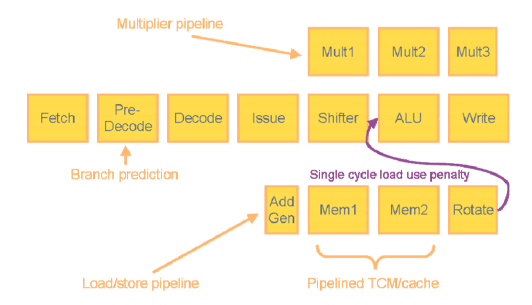 Multiplier pipeline
Mult1 Mult2 Mult3
Fetch Pre-Decode Decode Issue Shifter ALU Write
Branch prediction
Single cycle load use penalty
Add Gen Mem1 Mem2 Rotate
Load/store pipeline
Pipelined TCM/cache